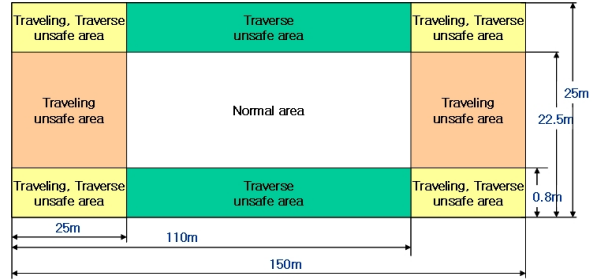 Traveling, Traverse
unsafe area
Traverse
unsafe area
Traveling, Traverse
unsafe area
Traveling
unsafe area
Normal area
Traveling
unsafe area
25m
22.5m
Traveling, Traverse
unsafe area
Traverse
unsafe area
Traveling, Traverse
unsafe area
0.8m
25m
110m
150m